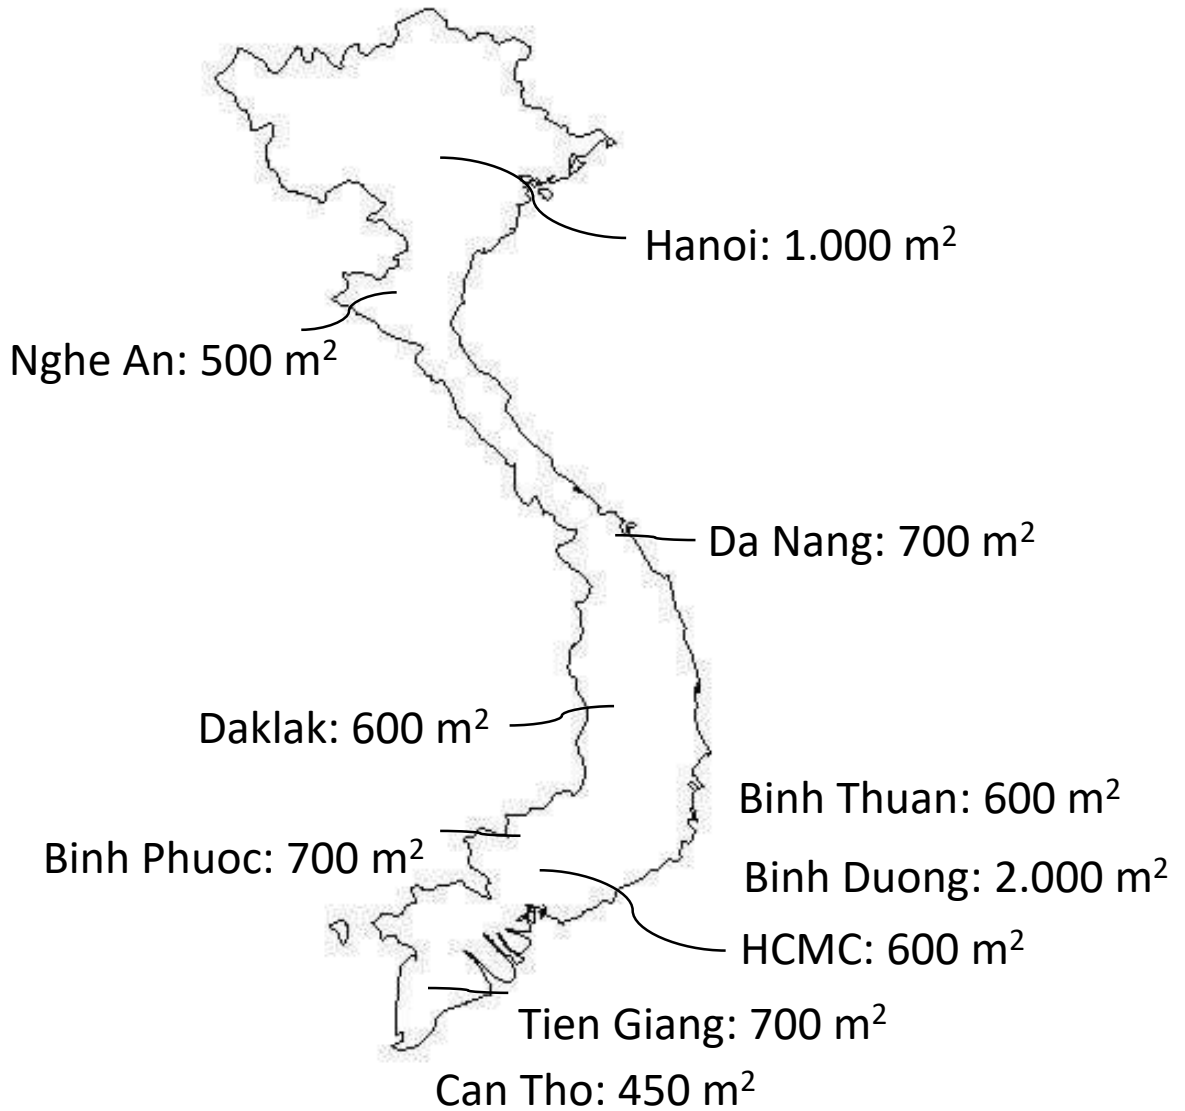 Hanoi: 1.000 m²
Nghe An: 500 m²
Da Nang: 700 m²
Daklak: 600 m²
Binh Thuan: 600 m²
Binh Phuoc: 700 m²
Binh Duong: 2.000 m²
HCMC: 600 m²
Tien Giang: 700 m²
Can Tho: 450 m²